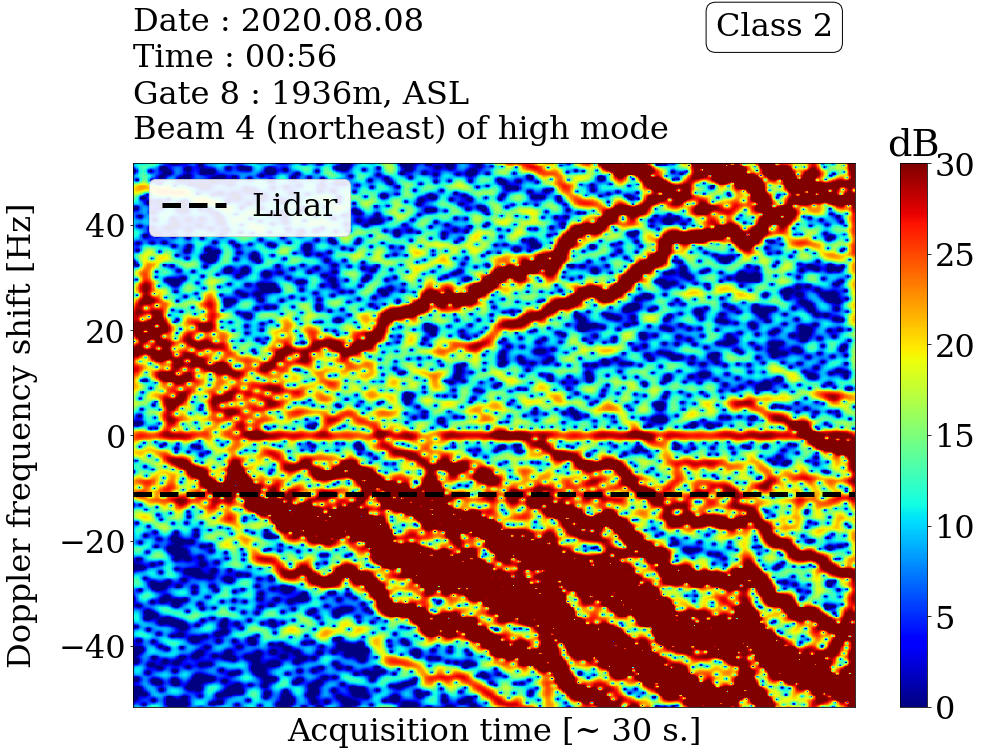 Date : 2020.08.08
Time : 00:56
Gate 8 : 1936m, ASL
Beam 4 (northeast) of high mode
Class 2
dB
Lidar
Doppler frequency shift [Hz]
40
20
0
−20
−40
30
25
20
15
10
5
0
Acquisition time [~ 30 s.]